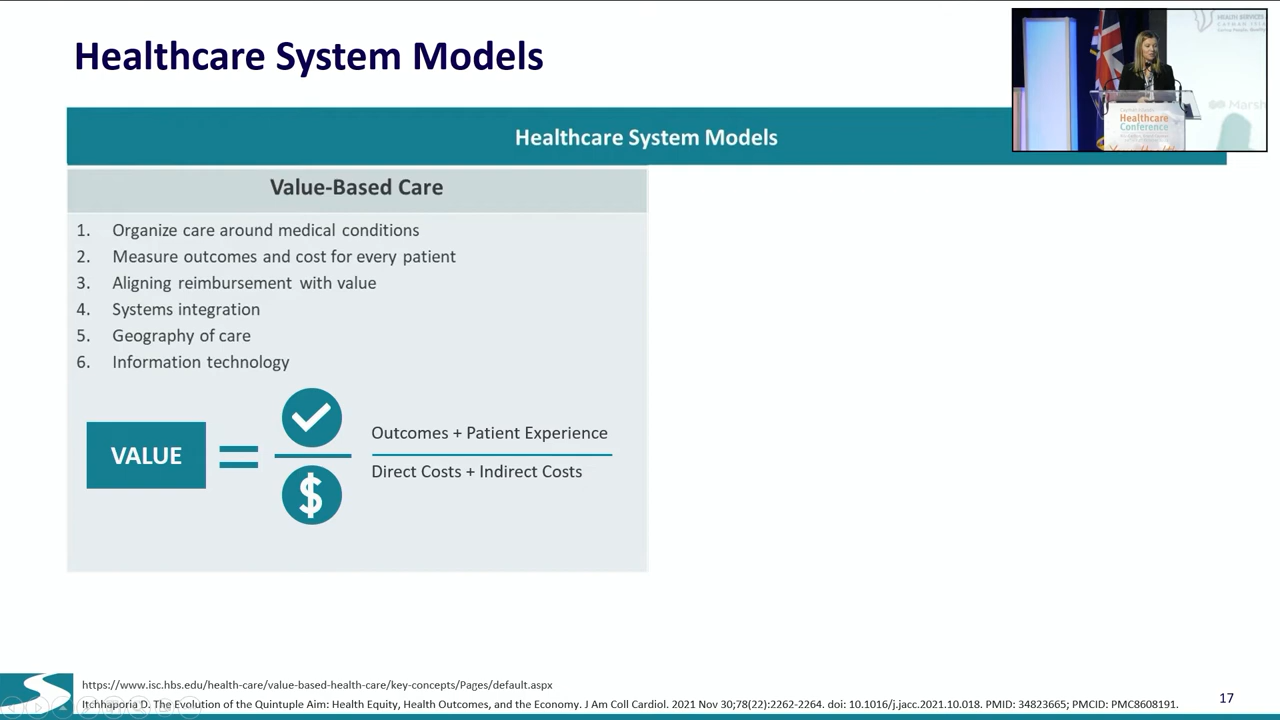 Healthcare System Models
HEALTH SERVICES
Healthcare System Models
Marsh
Healthcare
Conference
Value-Based Care
1. Organize care around medical conditions
2. Measure outcomes and cost for every patient
3. Aligning reimbursement with value
4. Systems integration
5. Geography of care
6. Information technology
VALUE = $
Outcomes + Patient Experience
Direct Costs + Indirect Costs
https://www.isc.hbs.edu/health-care/value-based-health-care/key-concepts/Pages/default.aspx
Itchhaporia D. The Evolution of the Quintuple Aim: Health Equity, Health Outcomes, and the Economy. J Am Coll Cardiol. 2021 Nov 30;78(22):2262-2264. doi: 10.1016/j.jacc.2021.10.018. PMID: 34823665; PMCID: PMC8608191.
17